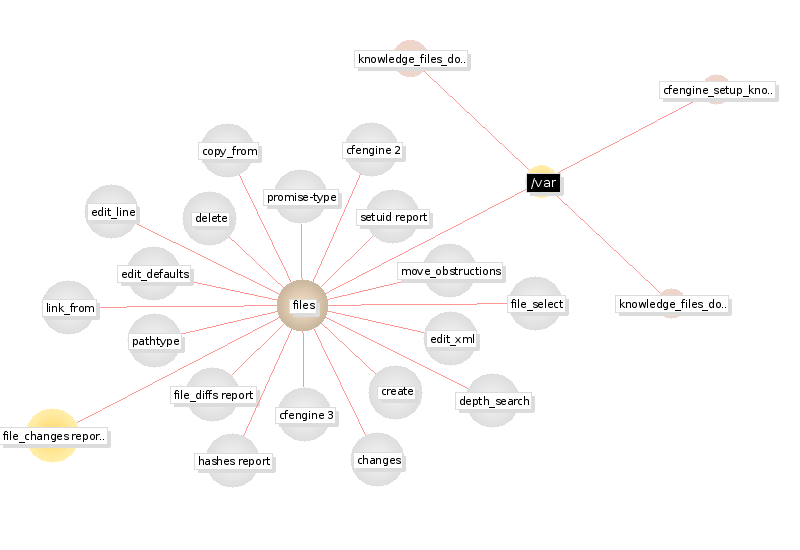 knowledge_files_do..
cfengine_setup_kno..
copy_from
cfengine 2
/var
promise-type
edit_line
delete
setuid report
edit_defaults
move_obstructions
link_from
files
file_select
knowledge_files_do..
pathtype
edit_xml
file_diffs report
create
depth_search
cfengine 3
file_changes repor..
hashes report
changes